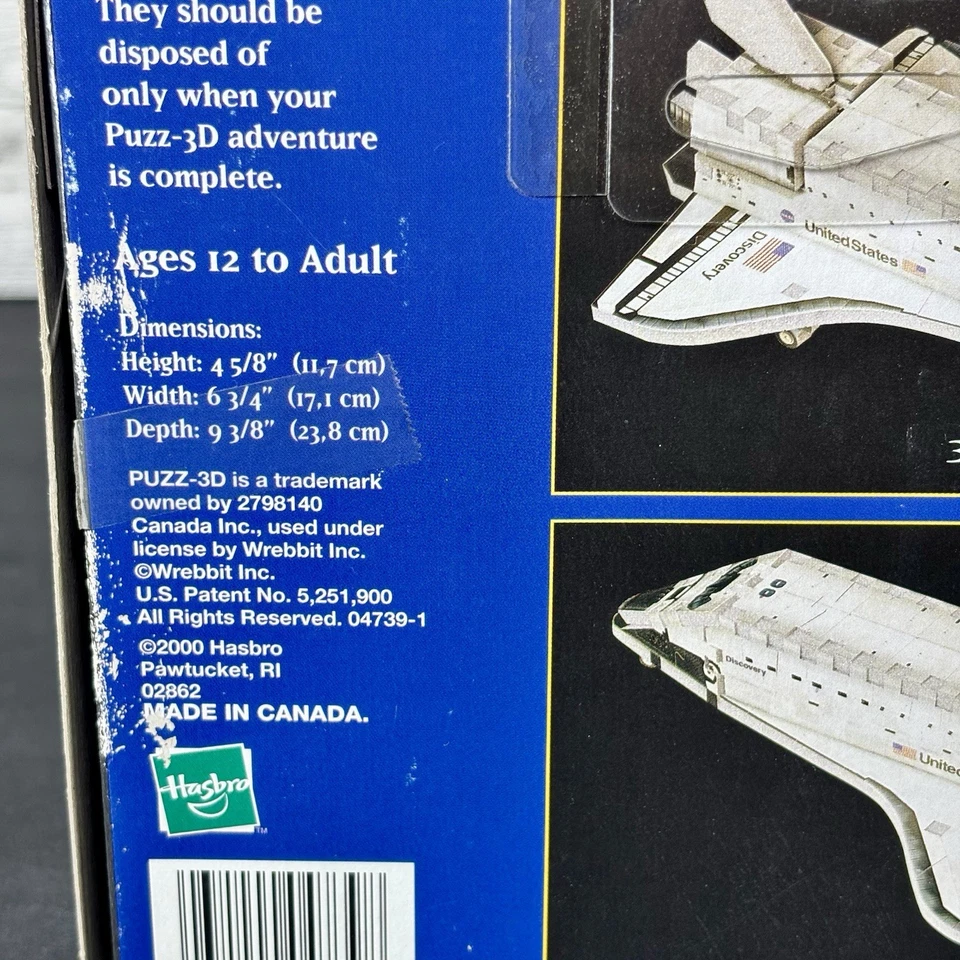 They should be
disposed of
only when your
Puzz-3D adventure
is complete.
Ages 12 to Adult
Dimensions:
Height: 4 5/8" (11,7 cm)
Width: 6 3/4" (17,1 cm)
Depth: 9 3/8" (23,8 cm)
PUZZ-3D is a trademark
owned by 2798140
Canada Inc., used under
license by Wrebbit Inc.
©Wrebbit Inc.
U.S. Patent No. 5,251,900
All Rights Reserved. 04739-1
©2000 Hasbro
Pawtucket, RI
02862
MADE IN CANADA.
Hasbro
TM
Discovery
United States
3
Discovery
United